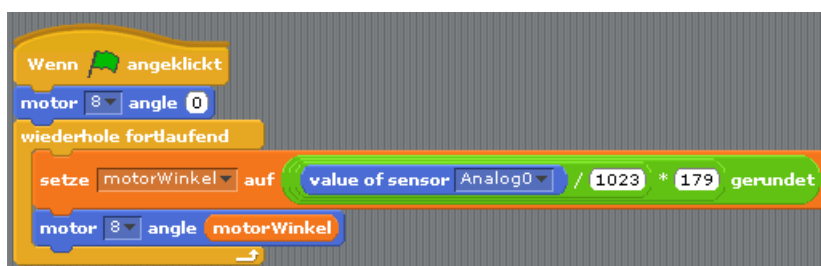 Wenn angeklickt
motor 8 angle 0
wiederhole fortlaufend
setze motorWinkel auf value of sensor Analog0 / 1023 * 179 gerundet
motor 8 angle motorWinkel